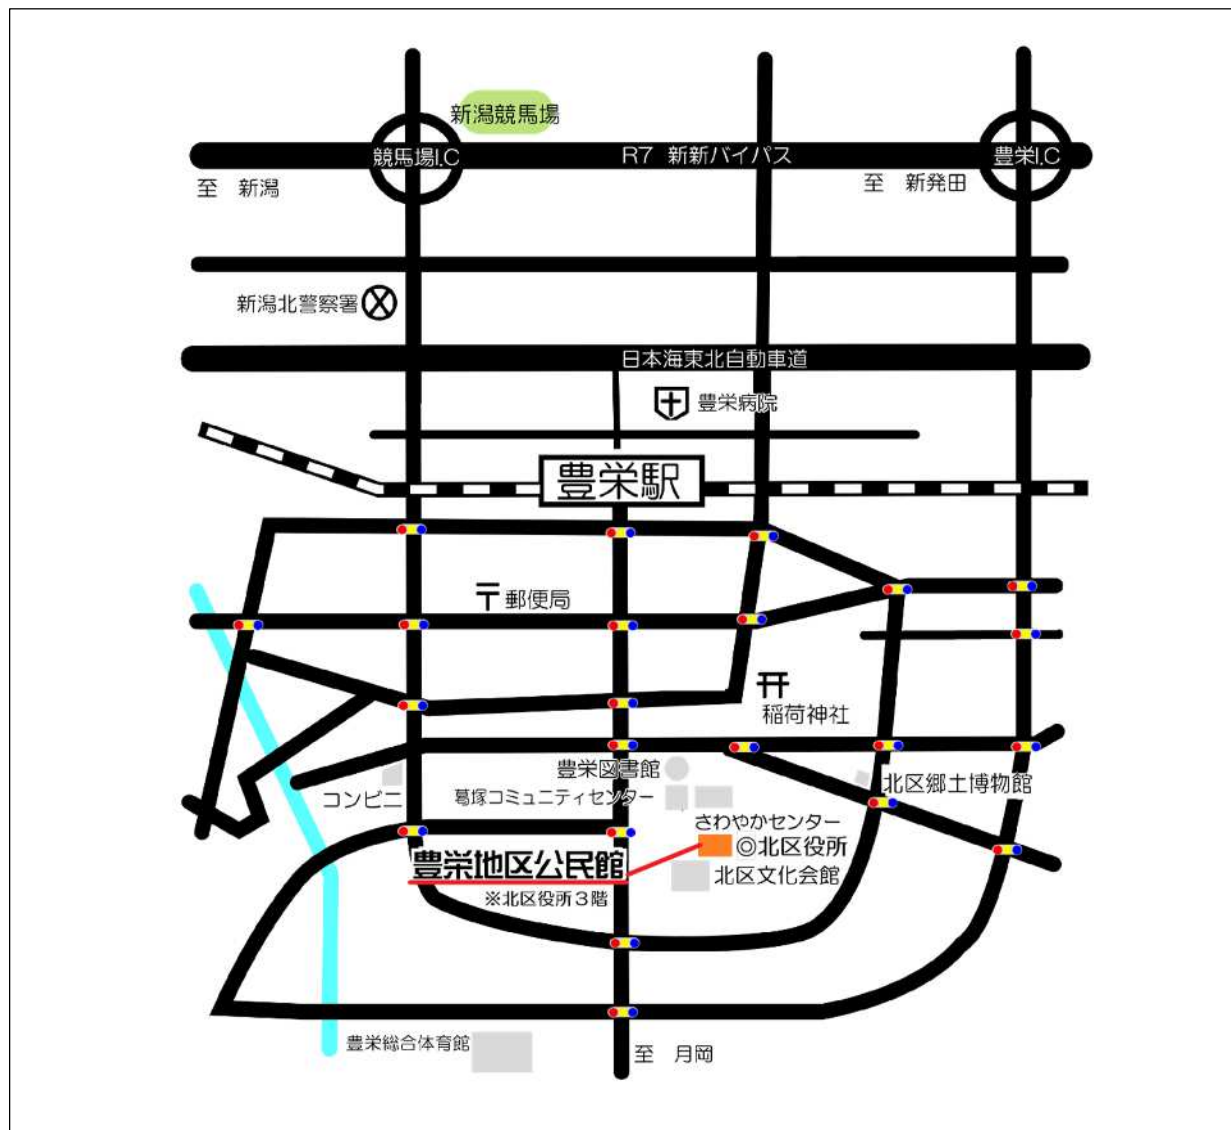 新潟競馬場
競馬場I.C
R7 新新バイパス
豊栄I.C
至 新潟
至 新発田
新潟北警察署
日本海東北自動車道
豊栄病院
豊栄駅
〒郵便局
稲荷神社
豊栄図書館
北区郷土博物館
コンビニ
葛塚コミュニティセンター
さわやかセンター
◎北区役所
豊栄地区公民館
北区文化会館
※北区役所3階
豊栄総合体育館
至 月岡